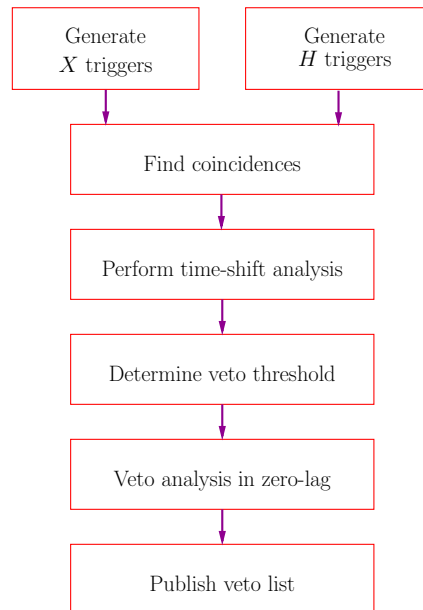 Generate
X triggers
Generate
H triggers
Find coincidences
Perform time-shift analysis
Determine veto threshold
Veto analysis in zero-lag
Publish veto list